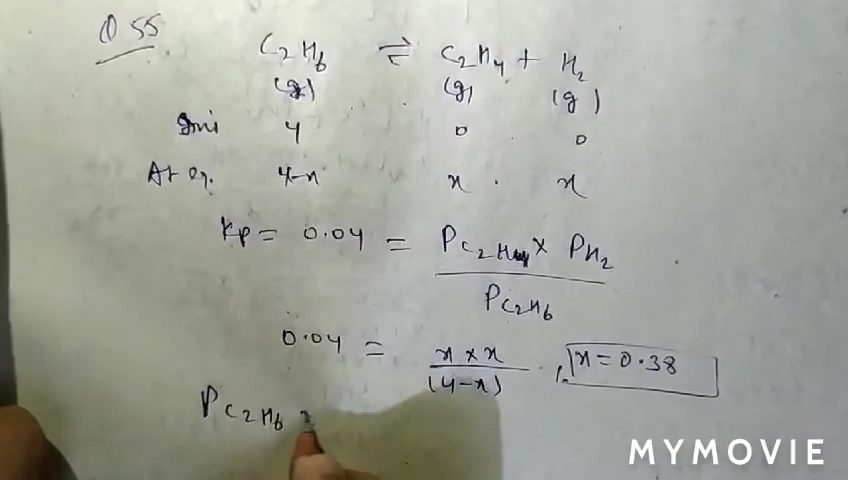 Q 55
C2H6 ⇌ C2H4 + H2
(g) (g) (g)
Ini 4 0 0
At Eq. 4-x x x
Kp = 0.04 = PC2H4 × PH2
PC2H6
0.04 = x × x , x = 0.38
(4-x)
PC2H6
MYMOVIE